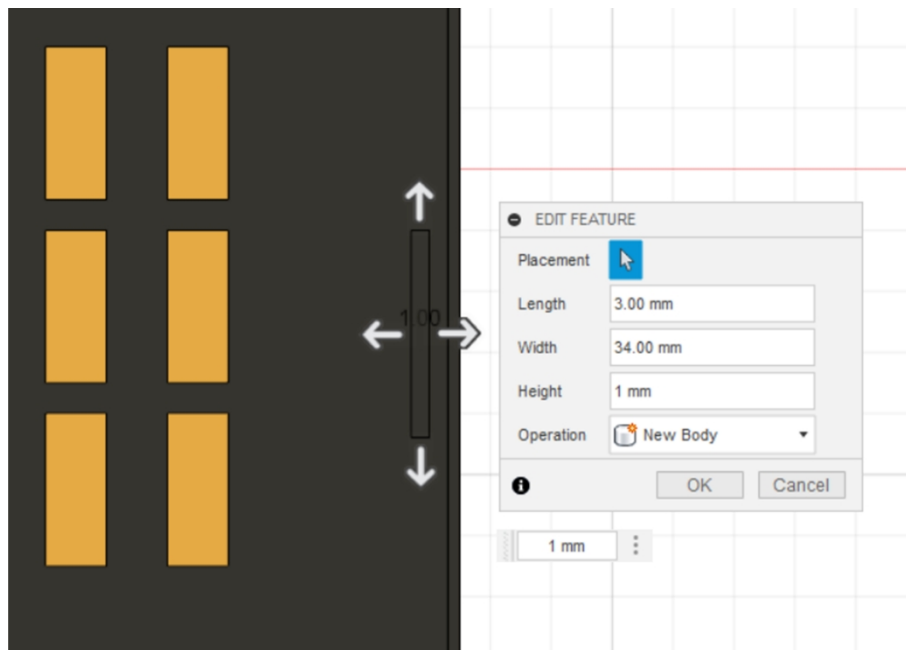 EDIT FEATURE
Placement
Length 3.00 mm
1.00
Width 34.00 mm
Height 1 mm
Operation New Body
OK Cancel
1 mm